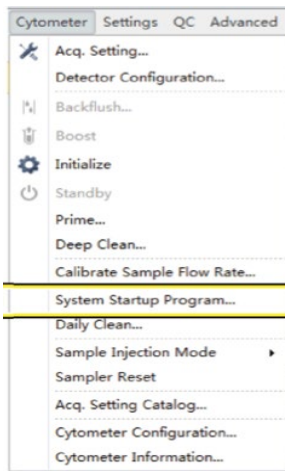 Cytometer Settings QC Advanced
Acq. Setting...
Detector Configuration...
Backflush...
Boost
Initialize
Standby
Prime...
Deep Clean...
Calibrate Sample Flow Rate...
System Startup Program...
Daily Clean...
Sample Injection Mode
Sampler Reset
Acq. Setting Catalog...
Cytometer Configuration...
Cytometer Information...